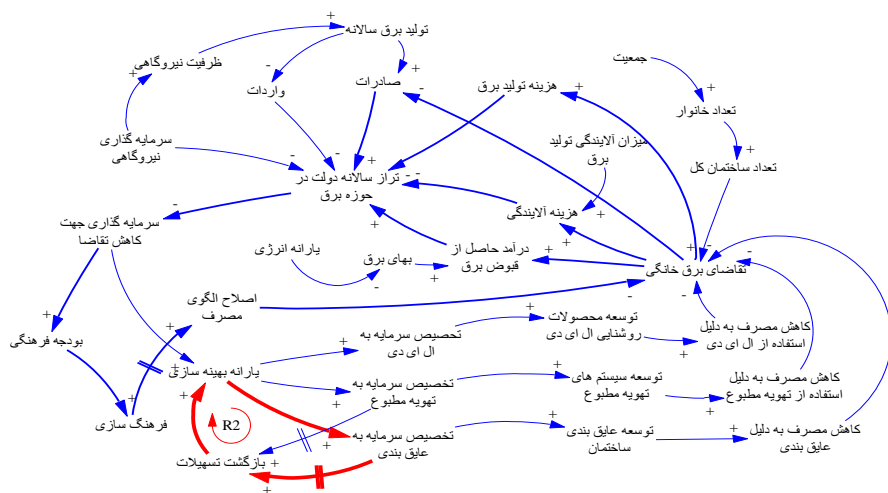 تولید برق سالانه
ظرفیت نیروگاهی
واردات
صادرات
هزینه تولید برق
جمعیت
تعداد خانوار
تعداد ساختمان کل
سرمایه گذاری
نیروگاهی
میزان آلایندگی تولید
برق
تراز سالانه دولت در
حوزه برق
هزینه آلایندگی
سرمایه گذاری جهت
کاهش تقاضا
یارانه انرژی
بهای برق
درآمد حاصل از
قبوض برق
تقاضای برق خانگی
اصلاح الگوی
مصرف
بودجه فرهنگی
فرهنگ سازی
یارانه بهینه سازی
تخصیص سرمایه به
ال ای دی
توسعه محصولات
روشنایی ال ای دی
کاهش مصرف به دلیل
استفاده از ال ای دی
تخصیص سرمایه به
تهویه مطبوع
توسعه سیستم های
تهویه مطبوع
کاهش مصرف به دلیل
استفاده از تهویه مطبوع
R2
بازگشت تسهیلات
تخصیص سرمایه به
عایق بندی
توسعه عایق بندی
ساختمان
کاهش مصرف به دلیل
عایق بندی